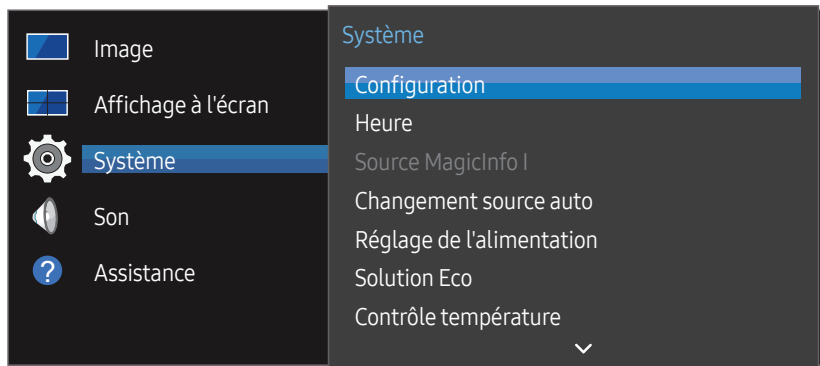 Image
Affichage à l'écran
Système
Son
?
Assistance
Système
Configuration
Heure
Source MagicInfo I
Changement source auto
Réglage de l'alimentation
Solution Eco
Contrôle température